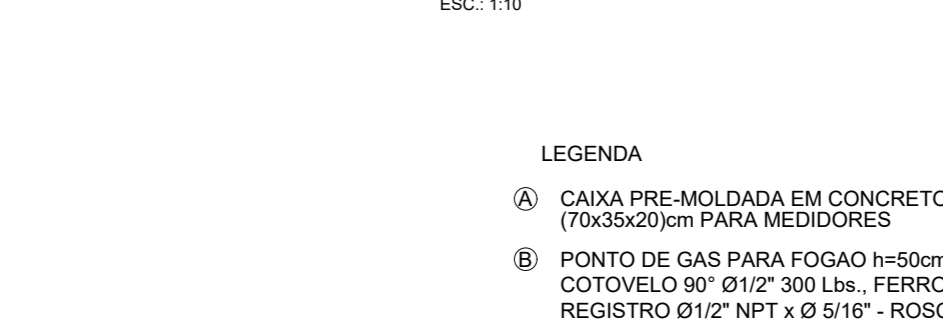 ESC.: 1:10
LEGENDA
A CAIXA PRE-MOLDADA EM CONCRETO
(70x35x20)cm PARA MEDIDORES
B PONTO DE GAS PARA FOGAO h=50cm
COTOVELO 90° Ø1/2" 300 Lbs., FERRO
REGISTRO Ø1/2" NPT x Ø 5/16" - ROSC